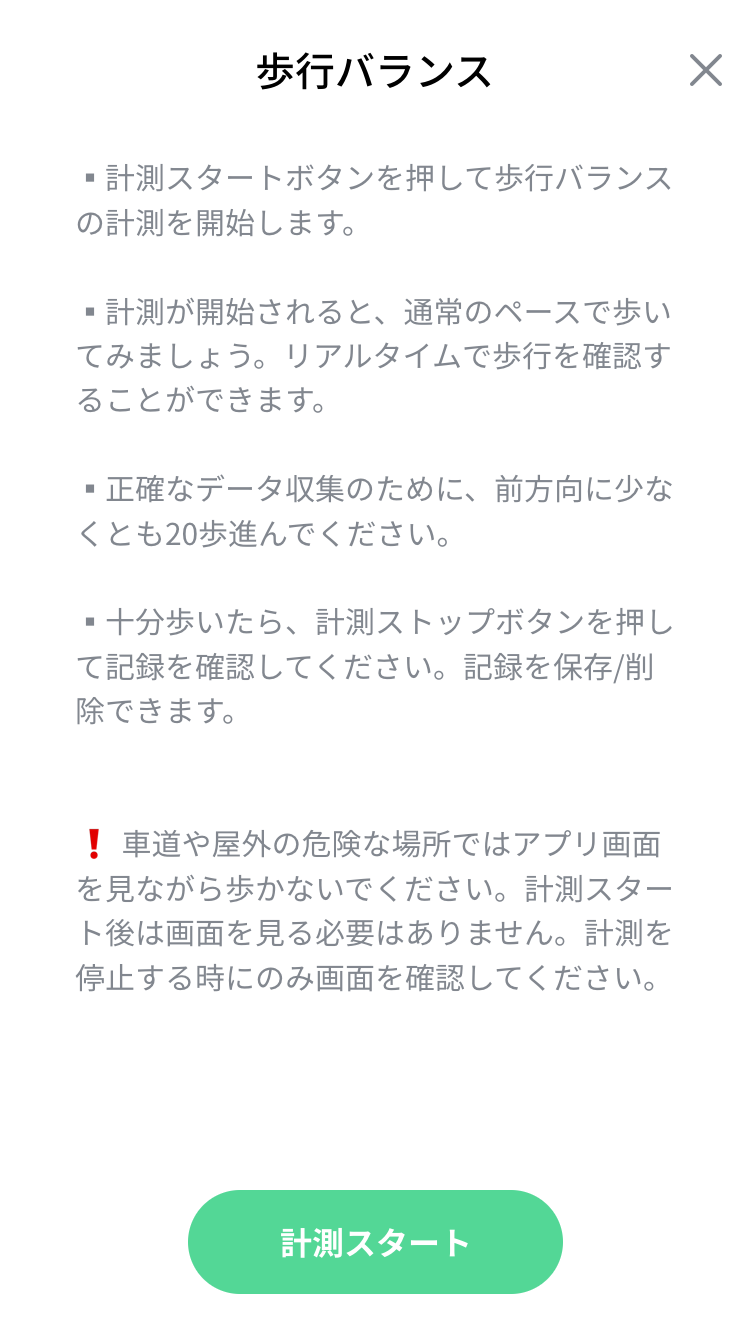 歩行バランス
▪計測スタートボタンを押して歩行バランス
の計測を開始します。
▪計測が開始されると、通常のペースで歩い
てみましょう。リアルタイムで歩行を確認す
ることができます。
▪正確なデータ収集のために、前方向に少な
くとも20歩進んでください。
▪十分歩いたら、計測ストップボタンを押し
て記録を確認してください。記録を保存/削
除できます。
❗ 車道や屋外の危険な場所ではアプリ画面
を見ながら歩かないでください。計測スター
ト後は画面を見る必要はありません。計測を
停止する時にのみ画面を確認してください。
計測スタート